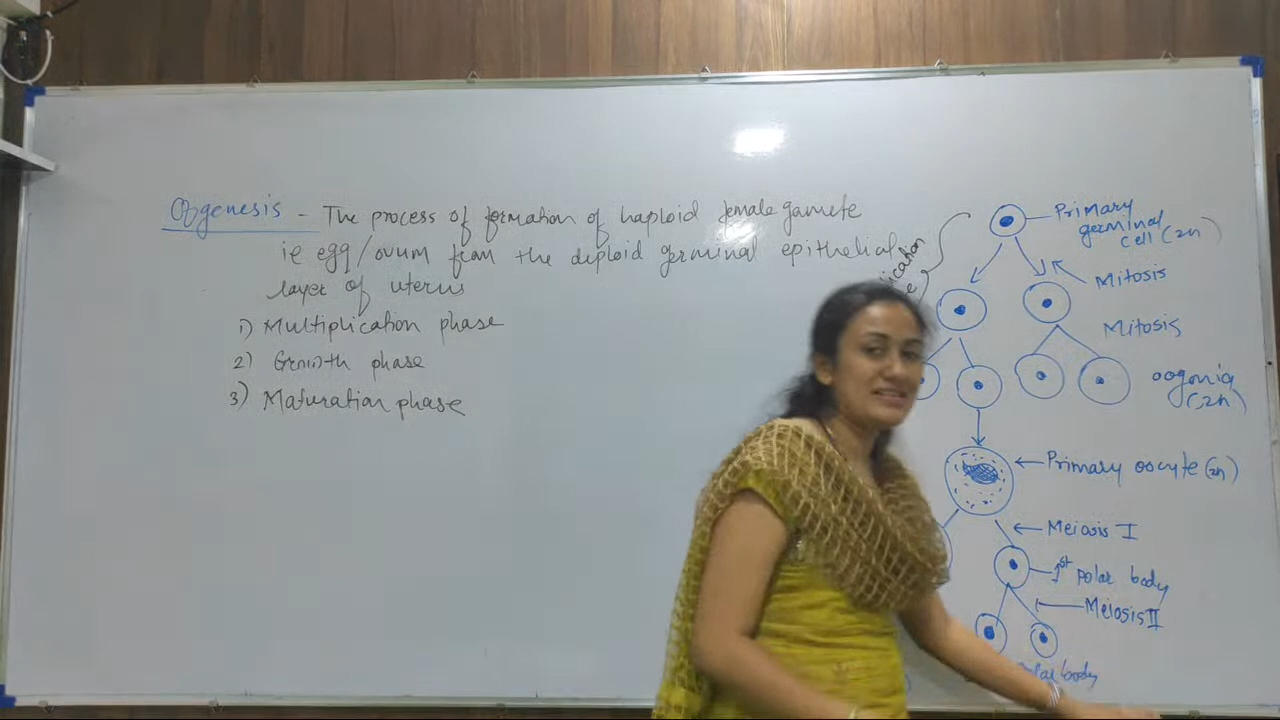 Oogenesis - The process of formation of haploid female gamete
ie egg/ovum from the diploid germinal epithelial
layer of uterus
1) Multiplication phase
2) Growth phase
3) Maturation phase
Primary
germinal
cell (2n)
Mitosis
Mitosis
oogonia
(2n)
Primary oocyte (2n)
Meiosis I
1st polar body
Meiosis II
body